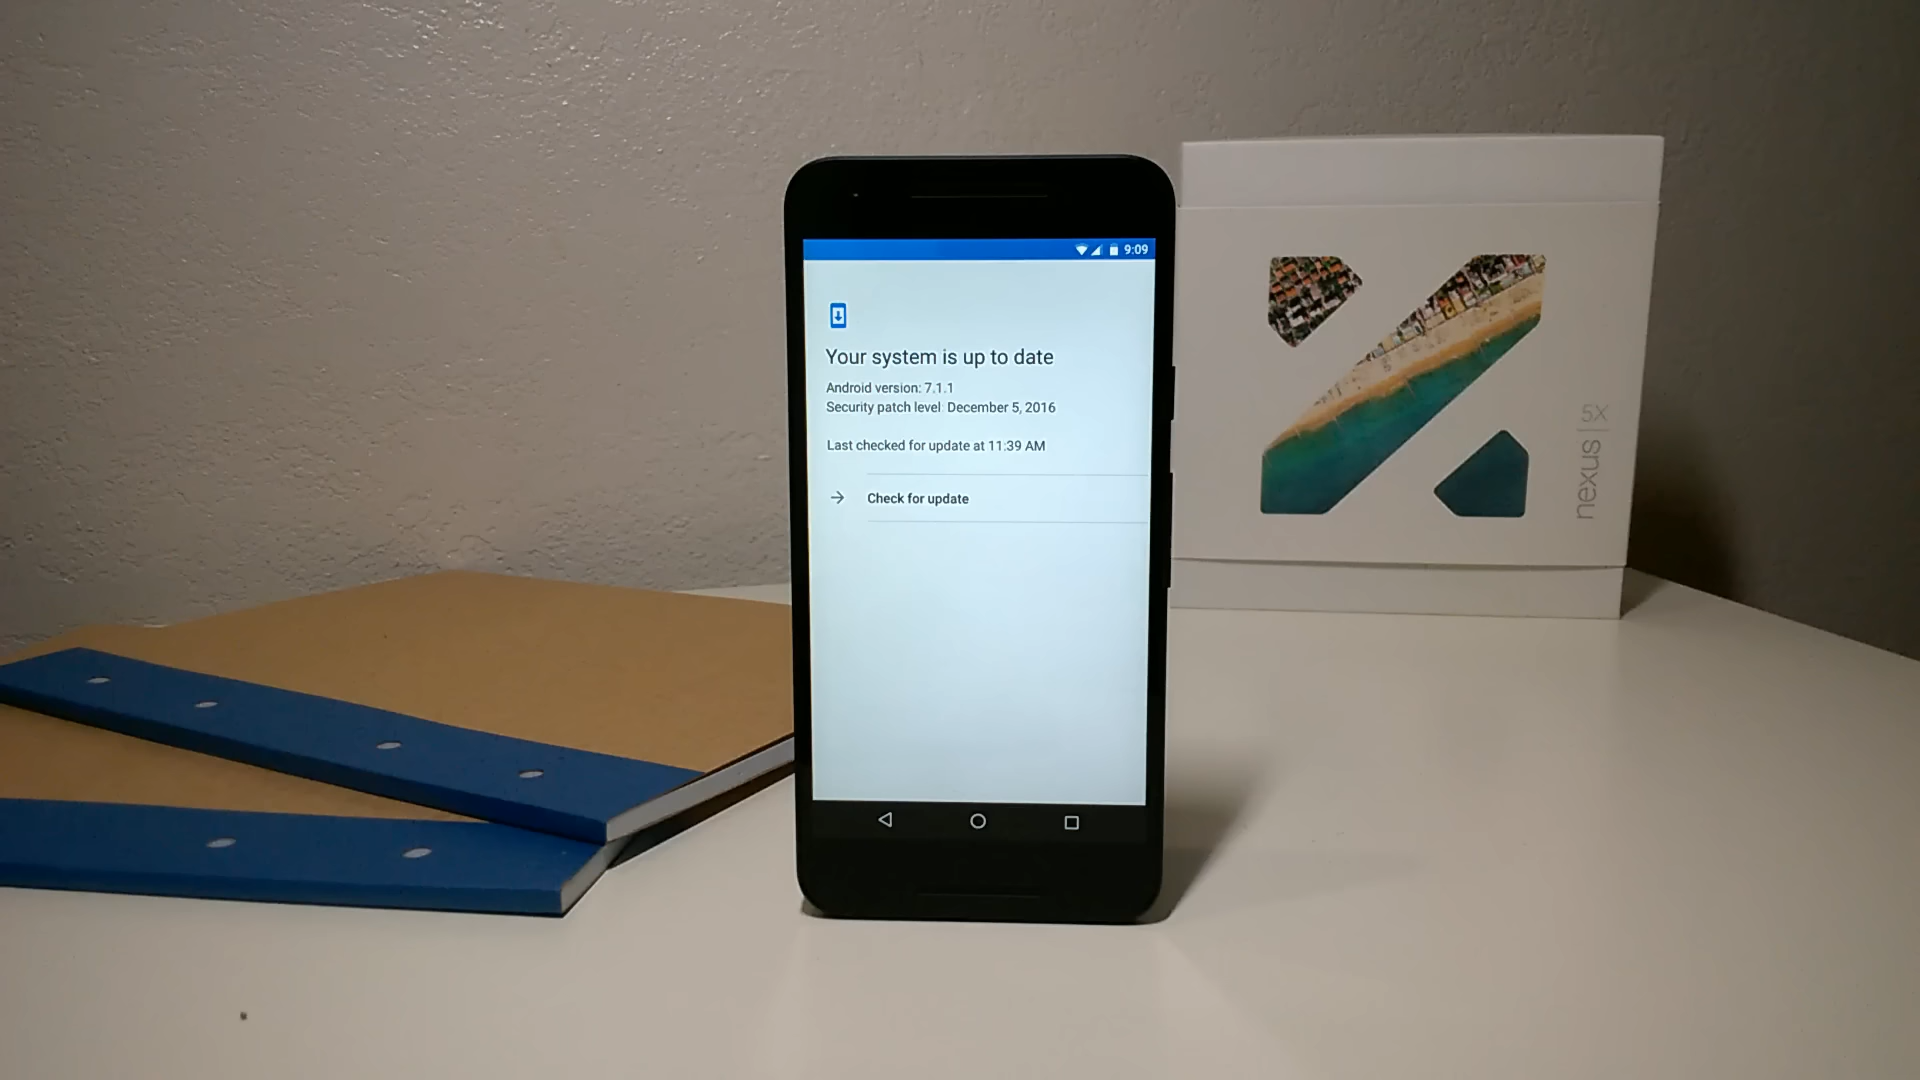 9:09
Your system is up to date
Android version: 7.1.1
Security patch level: December 5, 2016
Last checked for update at 11:39 AM
Check for update
nexus 5X